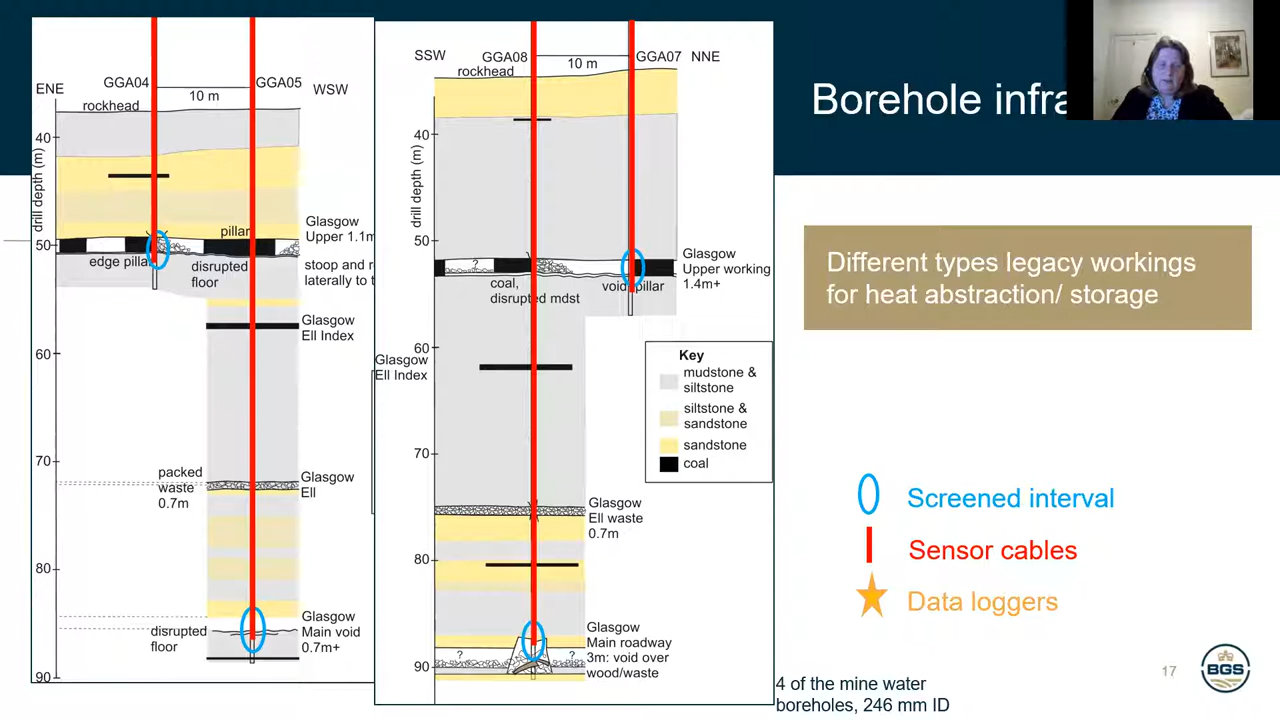 Borehole infra
ENE
GGA04
GGA05
WSW
10 m
rockhead
drill depth (m)
40
50
60
70
80
90
pillar
Glasgow
Upper 1.1m
edge pilla
disrupted
floor
stoop and r
laterally to t
Glasgow
Ell Index
packed
waste
0.7m
Glasgow
Ell
disrupted
floor
Glasgow
Main void
0.7m+
SSW
GGA08
GGA07
NNE
rockhead
10 m
drill depth (m)
40
50
60
70
80
90
?
coal,
disrupted mdst
void pillar
Glasgow
Upper working
1.4m+
Glasgow
Ell Index
Glasgow
Ell waste
0.7m
Glasgow
Main roadway
3m: void over
wood/waste
?
?
Key
mudstone &
siltstone
siltstone &
sandstone
sandstone
coal
Different types legacy workings
for heat abstraction/ storage
Screened interval
Sensor cables
Data loggers
4 of the mine water
boreholes, 246 mm ID
17
BGS